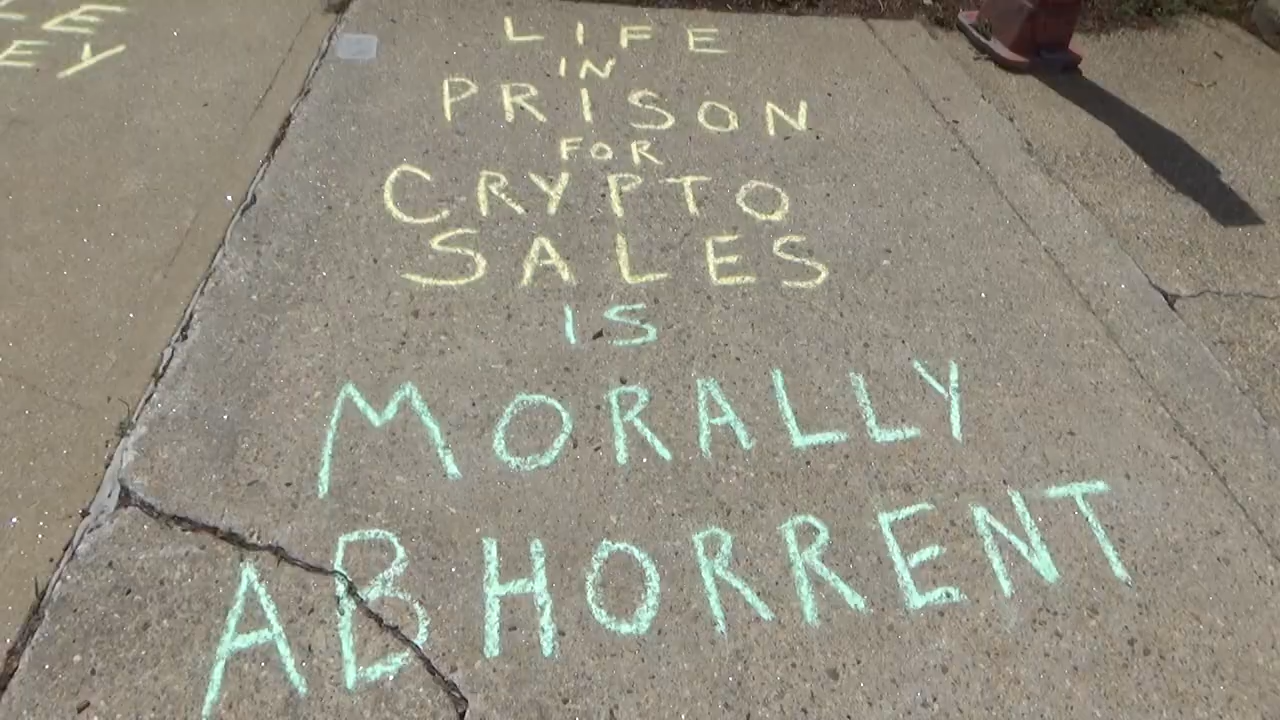 LIFE
IN
PRISON
FOR
CRYPTO
SALES
IS
MORALLY
ABHORRENT